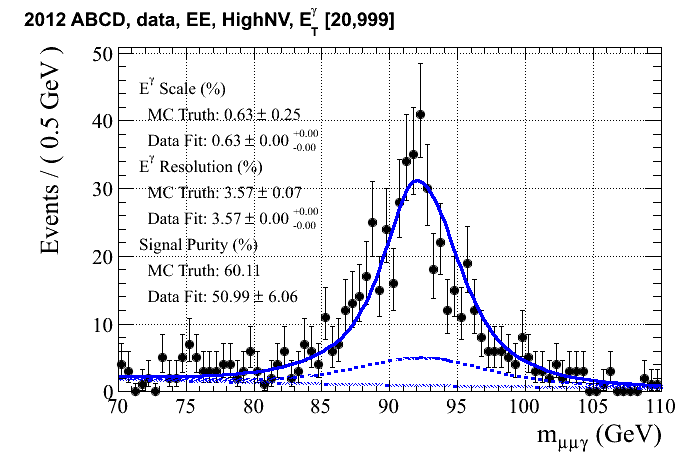 2012 ABCD, data, EE, HighNV, E_T^γ [20,999]
Events / ( 0.5 GeV )
50
40
30
20
10
0
E^γ Scale (%)
MC Truth: 0.63 ± 0.25
Data Fit: 0.63 ± 0.00 +0.00 -0.00
E^γ Resolution (%)
MC Truth: 3.57 ± 0.07
Data Fit: 3.57 ± 0.00 +0.00 -0.00
Signal Purity (%)
MC Truth: 60.11
Data Fit: 50.99 ± 6.06
70 75 80 85 90 95 100 105 110
m_μμγ (GeV)